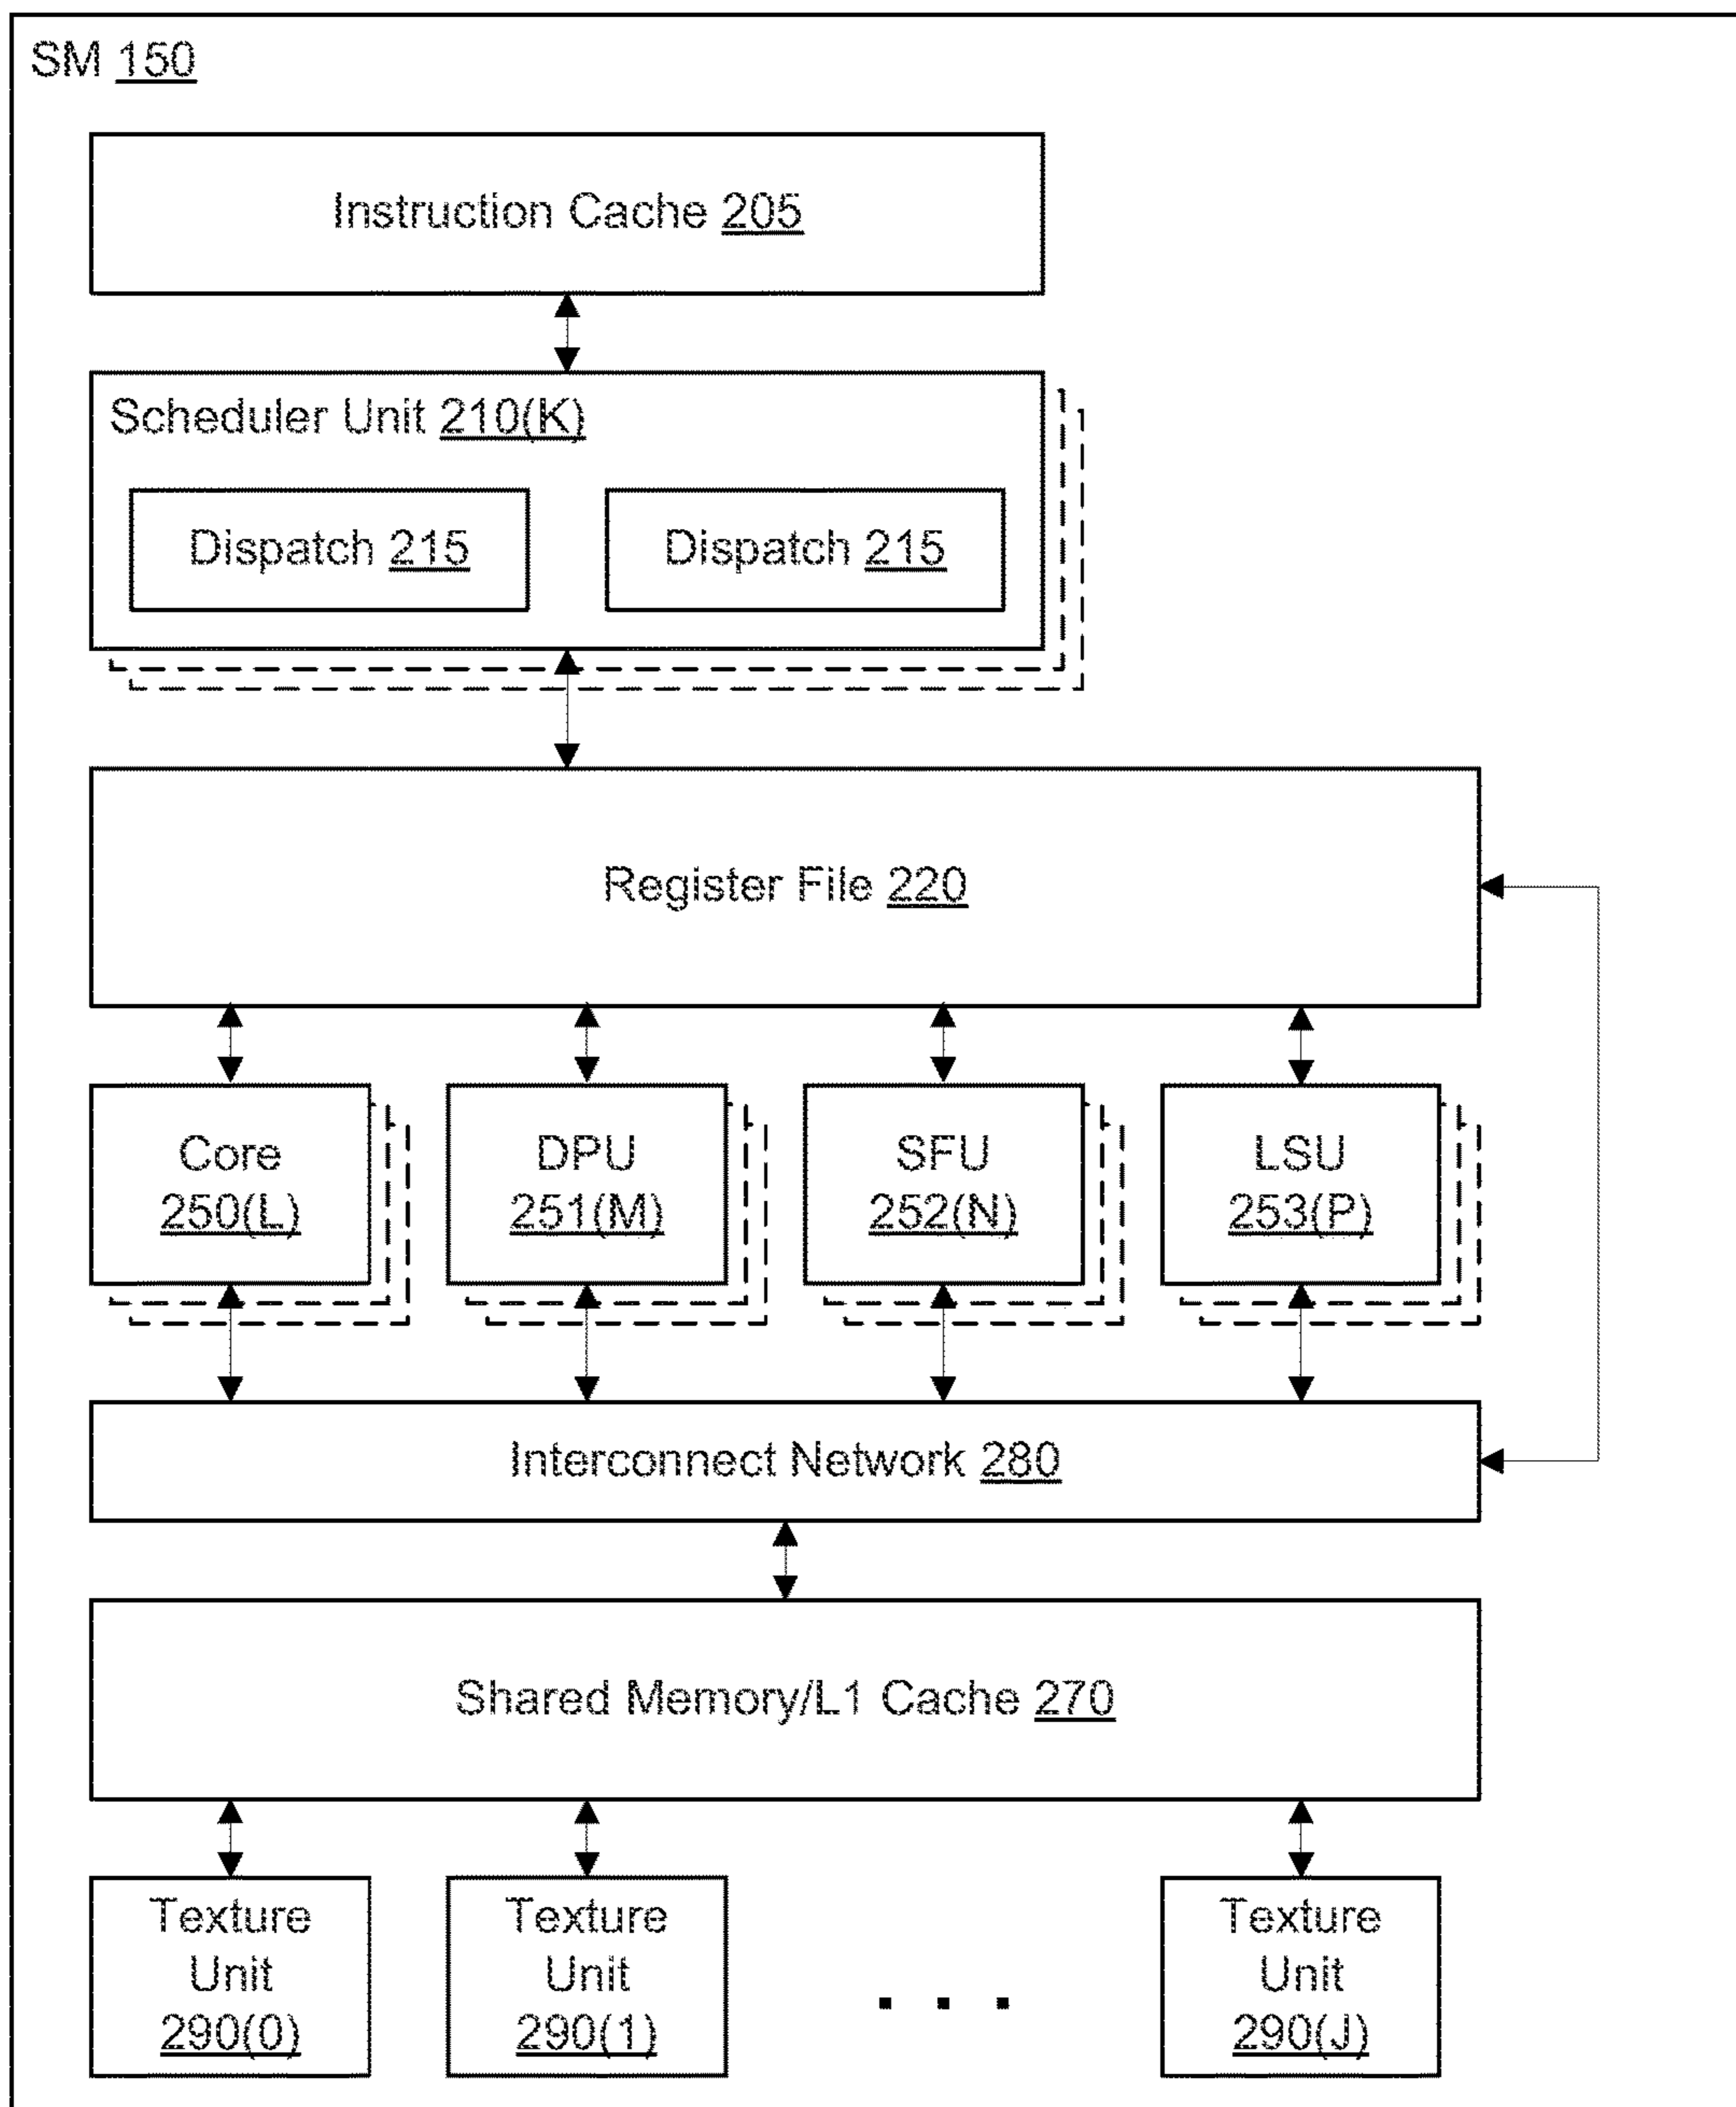 SM 150
Instruction Cache 205
Scheduler Unit 210(K)
Dispatch 215
Dispatch 215
Register File 220
Core
250(L)
DPU
251(M)
SFU
252(N)
LSU
253(P)
Interconnect Network 280
Shared Memory/L1 Cache 270
Texture
Unit
290(0)
Texture
Unit
290(1)
. . .
Texture
Unit
290(J)